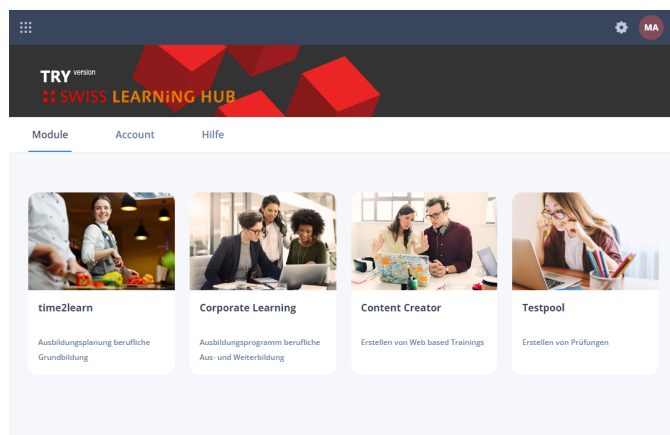 MA
TRY version
SWISS LEARNiNG HUB
Module Account Hilfe
time2learn
Ausbildungsplanung berufliche
Grundbildung
Corporate Learning
Ausbildungsprogramm berufliche
Aus- und Weiterbildung
Content Creator
Erstellen von Web based Trainings
Testpool
Erstellen von Prüfungen